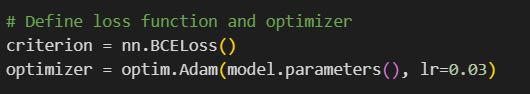 # Define loss function and optimizer
criterion = nn.BCELoss()
optimizer = optim.Adam(model.parameters(), lr=0.03)